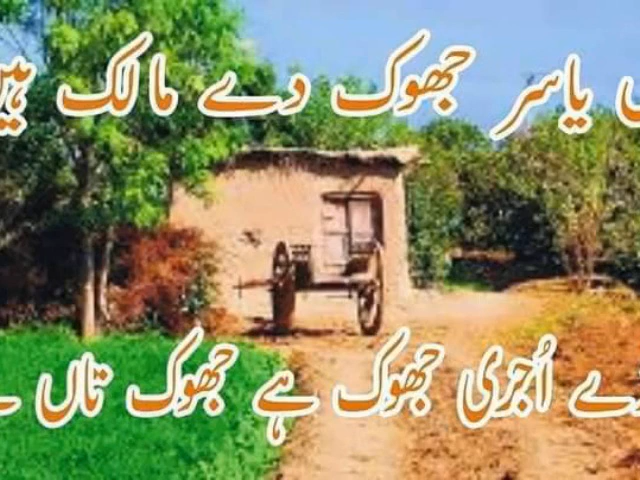 یاسر جھوک دے مالک ہیں
اُجڑی جھوک ہے جھوک تاں